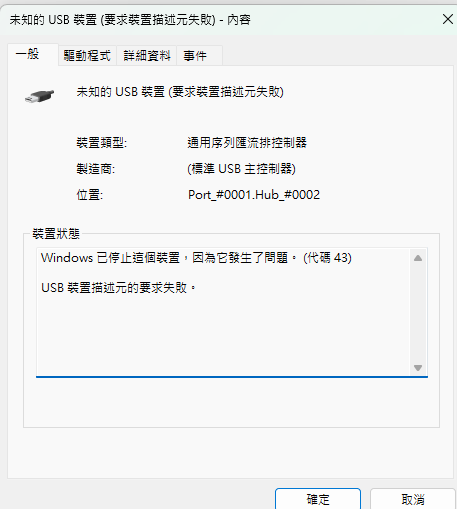 未知的 USB 裝置 (要求裝置描述元失敗) - 內容
一般 驅動程式 詳細資料 事件
未知的 USB 裝置 (要求裝置描述元失敗)
裝置類型: 通用序列匯流排控制器
製造商: (標準 USB 主控制器)
位置: Port_#0001.Hub_#0002
裝置狀態
Windows 已停止這個裝置，因為它發生了問題。 (代碼 43)
USB 裝置描述元的要求失敗。
確定 取消